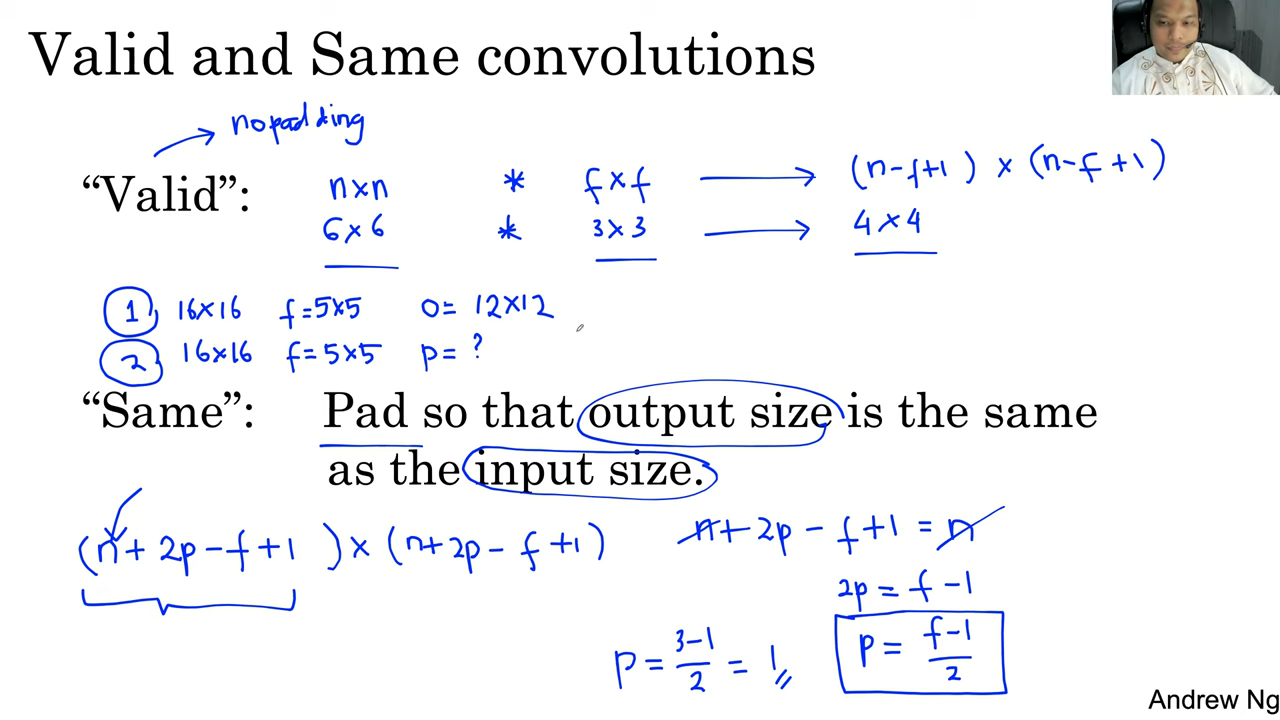 Valid and Same convolutions
no padding
“Valid”: n×n * f×f → (n-f+1) × (n-f+1)
6×6 * 3×3 → 4×4
1 16×16 f=5×5 o= 12×12
2 16×16 f=5×5 p= ?
“Same”: Pad so that output size is the same
as the input size.
(n+2p-f+1) × (n+2p-f+1) n+2p-f+1=n
2p=f-1
p=3-1/2=1 p=f-1/2
Andrew Ng